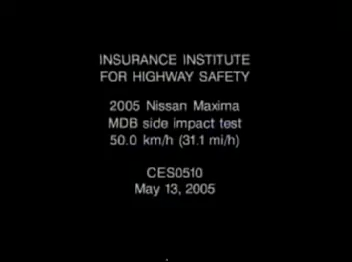 INSURANCE INSTITUTE
FOR HIGHWAY SAFETY
2005 Nissan Maxima
MDB side impact test
50.0 km/h (31.1 mi/h)
CES0510
May 13, 2005